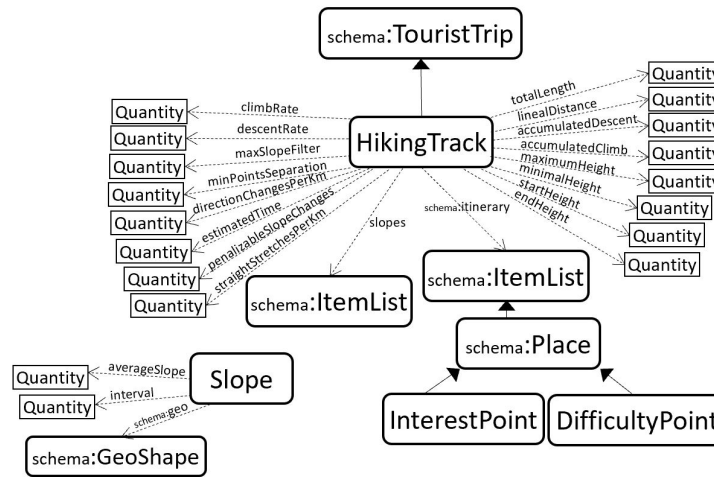 schema:TouristTrip
HikingTrack
Quantity
climbRate
Quantity
descentRate
Quantity
maxSlopeFilter
Quantity
minPointsSeparation
Quantity
directionChangesPerKm
Quantity
estimatedTime
Quantity
penalizableSlopeChanges
Quantity
straightStretchesPerKm
totalLength
Quantity
linealDistance
Quantity
accumulatedDescent
Quantity
accumulatedClimb
Quantity
maximumHeight
Quantity
minimalHeight
Quantity
startHeight
Quantity
endHeight
Quantity
slopes
schema:itinerary
schema:ItemList
schema:ItemList
schema:Place
InterestPoint
DifficultyPoint
Slope
averageSlope
Quantity
interval
Quantity
schema:geo
schema:GeoShape